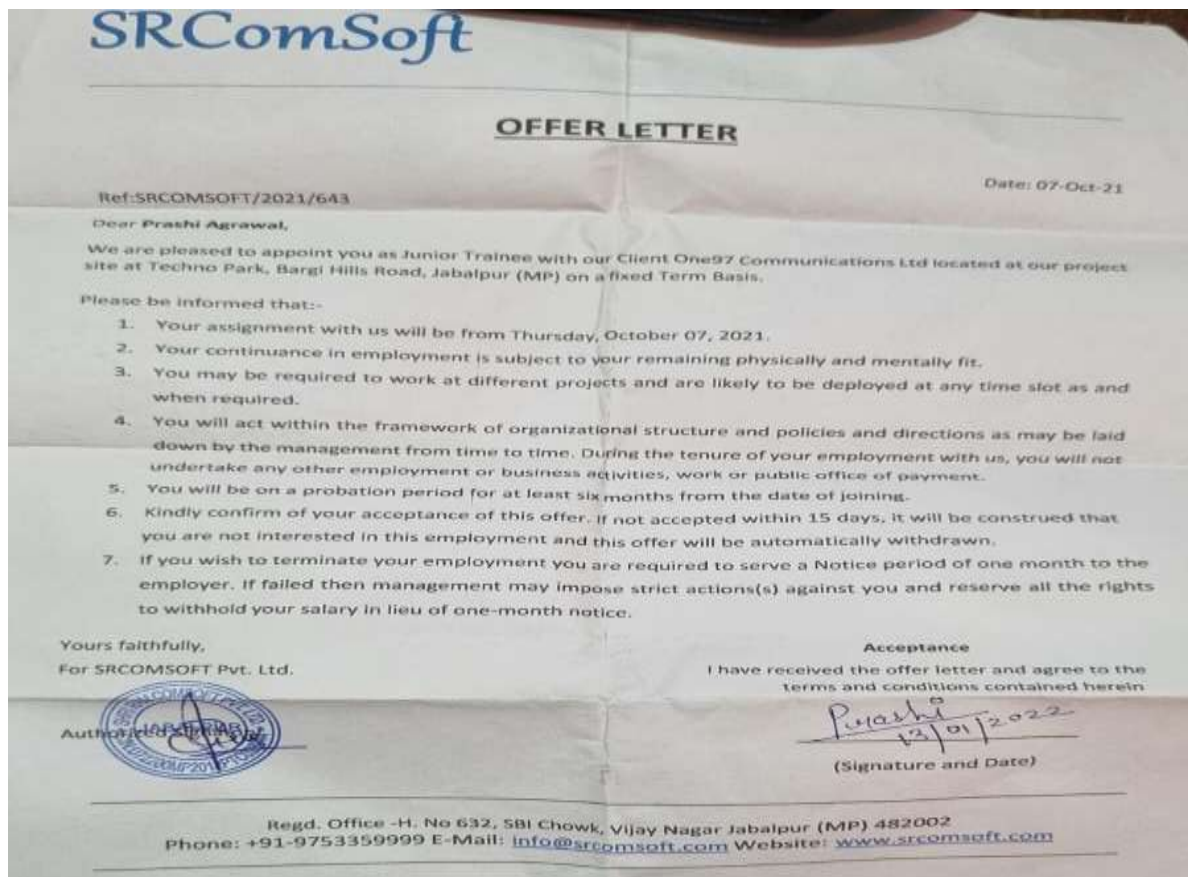 SRComSoft
OFFER LETTER
Date: 07-Oct-21
Ref:SRCOMSOFT/2021/643
Dear Prashi Agrawal,
We are pleased to appoint you as Junior Trainee with our Client One97 Communications Ltd located at our project
site at Techno Park, Bargi Hills Road, Jabalpur (MP) on a fixed Term Basis.
Please be informed that:-
1. Your assignment with us will be from Thursday, October 07, 2021.
2. Your continuance in employment is subject to your remaining physically and mentally fit.
3. You may be required to work at different projects and are likely to be deployed at any time slot as and
when required.
4. You will act within the framework of organizational structure and policies and directions as may be laid
down by the management from time to time. During the tenure of your employment with us, you will not
undertake any other employment or business activities, work or public office of payment.
5. You will be on a probation period for at least six months from the date of joining.
6. Kindly confirm of your acceptance of this offer. If not accepted within 15 days, it will be construed that
you are not interested in this employment and this offer will be automatically withdrawn.
7. If you wish to terminate your employment you are required to serve a Notice period of one month to the
employer. If failed then management may impose strict actions(s) against you and reserve all the rights
to withhold your salary in lieu of one-month notice.
Yours faithfully,
For SRCOMSOFT Pvt. Ltd.
Acceptance
I have received the offer letter and agree to the
terms and conditions contained herein
JABALPUR
Prashi
13/01/2022
(Signature and Date)
Regd. Office -H. No 632, SBI Chowk, Vijay Nagar Jabalpur (MP) 482002
Phone: +91-9753359999 E-Mail: info@srcomsoft.com Website: www.srcomsoft.com